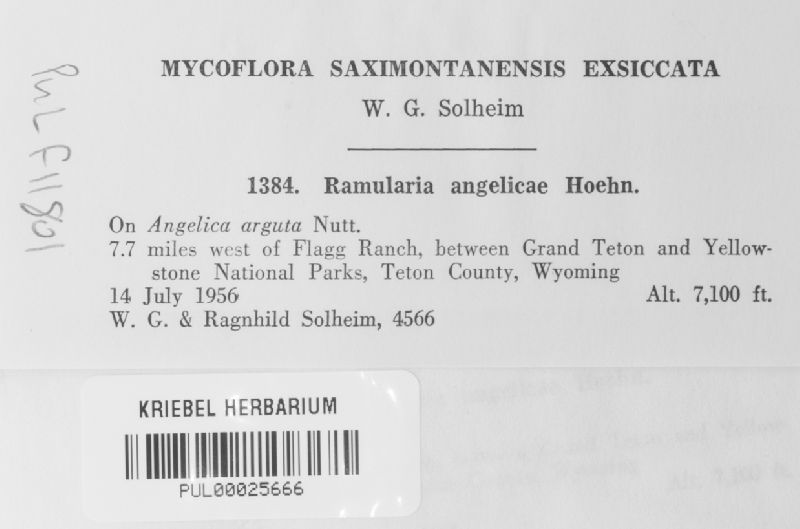 PUL F11801
MYCOFLORA SAXIMONTANENSIS EXSICCATA
W. G. Solheim
1384. Ramularia angelicae Hoehn.
On Angelica arguta Nutt.
7.7 miles west of Flagg Ranch, between Grand Teton and Yellow-
stone National Parks, Teton County, Wyoming
14 July 1956 Alt. 7,100 ft.
W. G. & Ragnhild Solheim, 4566
KRIEBEL HERBARIUM
PUL00025666